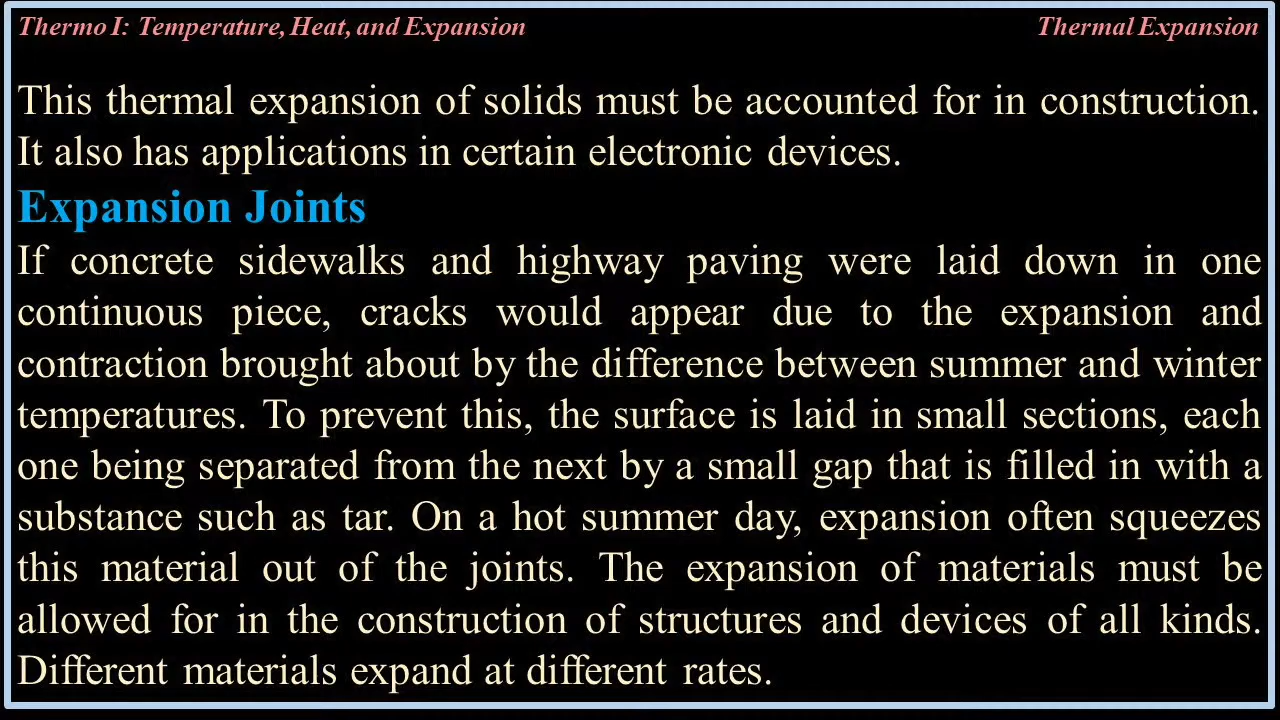 Thermo I: Temperature, Heat, and Expansion Thermal Expansion
This thermal expansion of solids must be accounted for in construction.
It also has applications in certain electronic devices.
Expansion Joints
If concrete sidewalks and highway paving were laid down in one
continuous piece, cracks would appear due to the expansion and
contraction brought about by the difference between summer and winter
temperatures. To prevent this, the surface is laid in small sections, each
one being separated from the next by a small gap that is filled in with a
substance such as tar. On a hot summer day, expansion often squeezes
this material out of the joints. The expansion of materials must be
allowed for in the construction of structures and devices of all kinds.
Different materials expand at different rates.